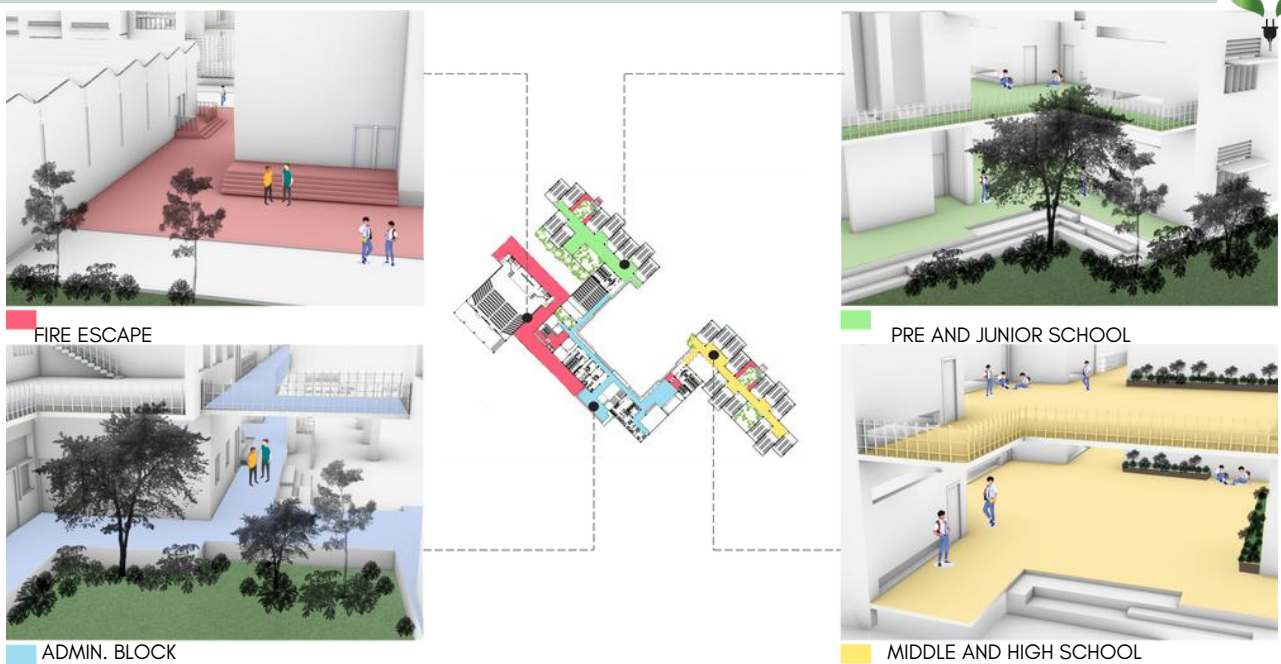 FIRE ESCAPE
PRE AND JUNIOR SCHOOL
ADMIN. BLOCK
MIDDLE AND HIGH SCHOOL